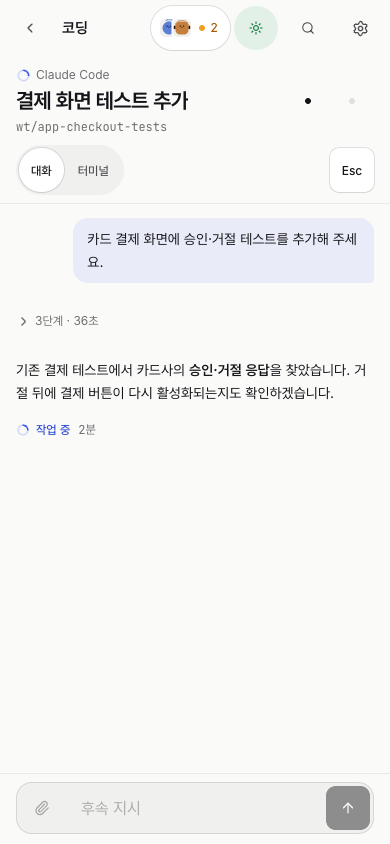 코딩
2
Claude Code
결제 화면 테스트 추가
wt/app-checkout-tests
대화
터미널
Esc
카드 결제 화면에 승인·거절 테스트를 추가해 주세
요.
3단계 · 36초
기존 결제 테스트에서 카드사의 승인·거절 응답을 찾았습니다. 거
절 뒤에 결제 버튼이 다시 활성화되는지도 확인하겠습니다.
작업 중 2분
후속 지시